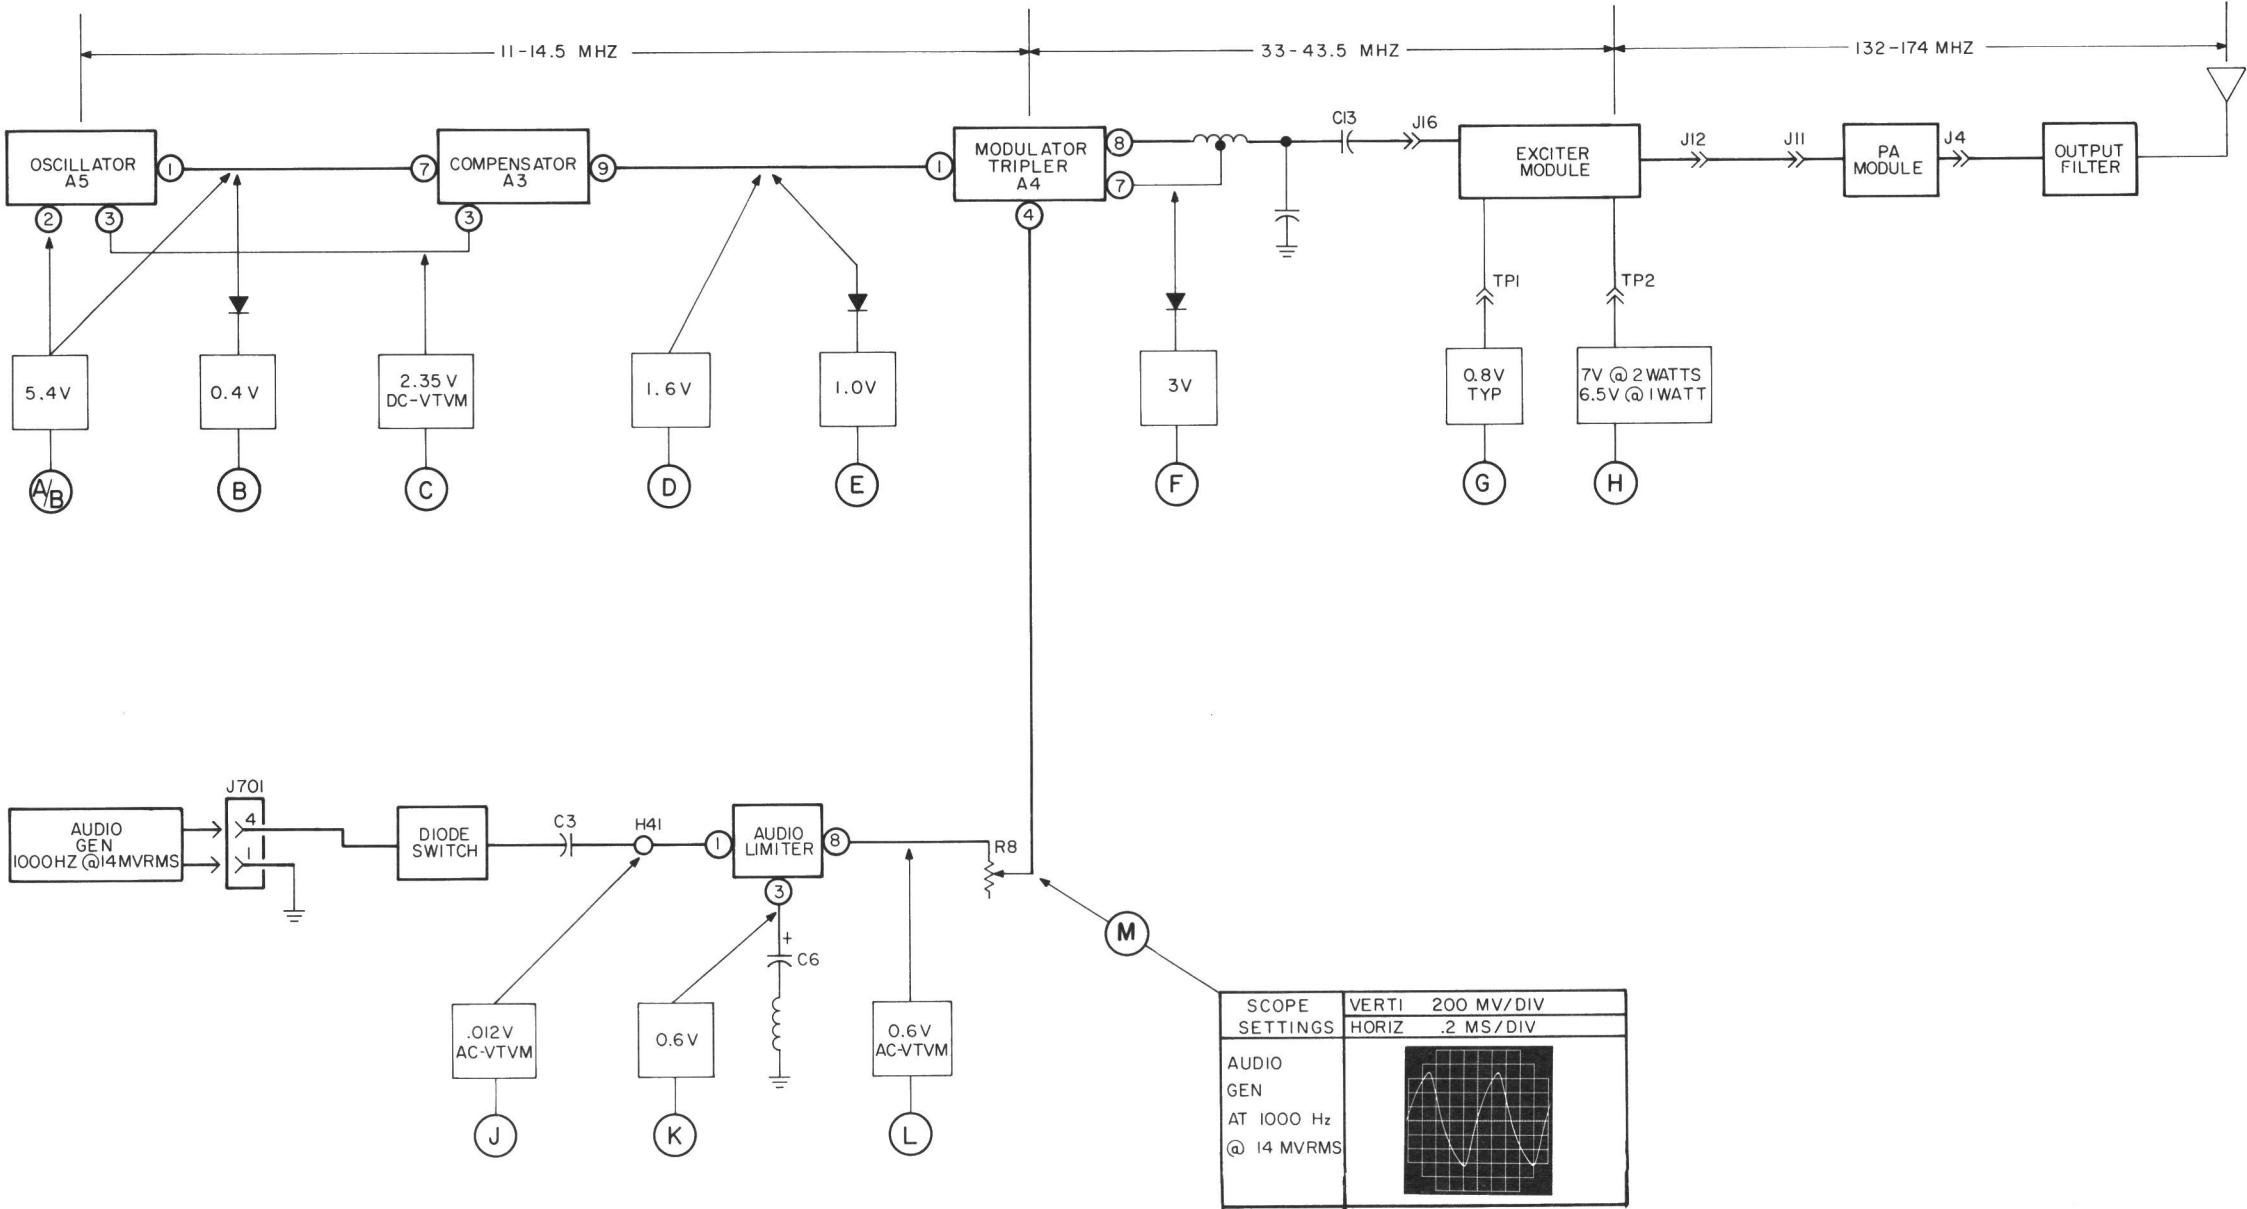 11-14.5 MHZ
33-43.5 MHZ
132-174 MHZ
OSCILLATOR
A5
1
2
3
7
COMPENSATOR
A3
9
3
1
MODULATOR
TRIPLER
A4
8
7
4
C13
J16
EXCITER
MODULE
J12
J11
PA
MODULE
J4
OUTPUT
FILTER
TP1
TP2
5.4V
0.4V
2.35V
DC-VTVM
1.6V
1.0V
3V
0.8V
TYP
7V @ 2 WATTS
6.5V @ 1 WATT
A/B
B
C
D
E
F
G
H
AUDIO
GEN
1000HZ @14MVRMS
J701
4
1
DIODE
SWITCH
C3
H41
1
AUDIO
LIMITER
8
3
R8
+
C6
M
.012V
AC-VTVM
0.6V
0.6V
AC-VTVM
J
K
L
SCOPE
SETTINGS
VERTI 200 MV/DIV
HORIZ .2 MS/DIV
AUDIO
GEN
AT 1000 Hz
@ 14 MVRMS